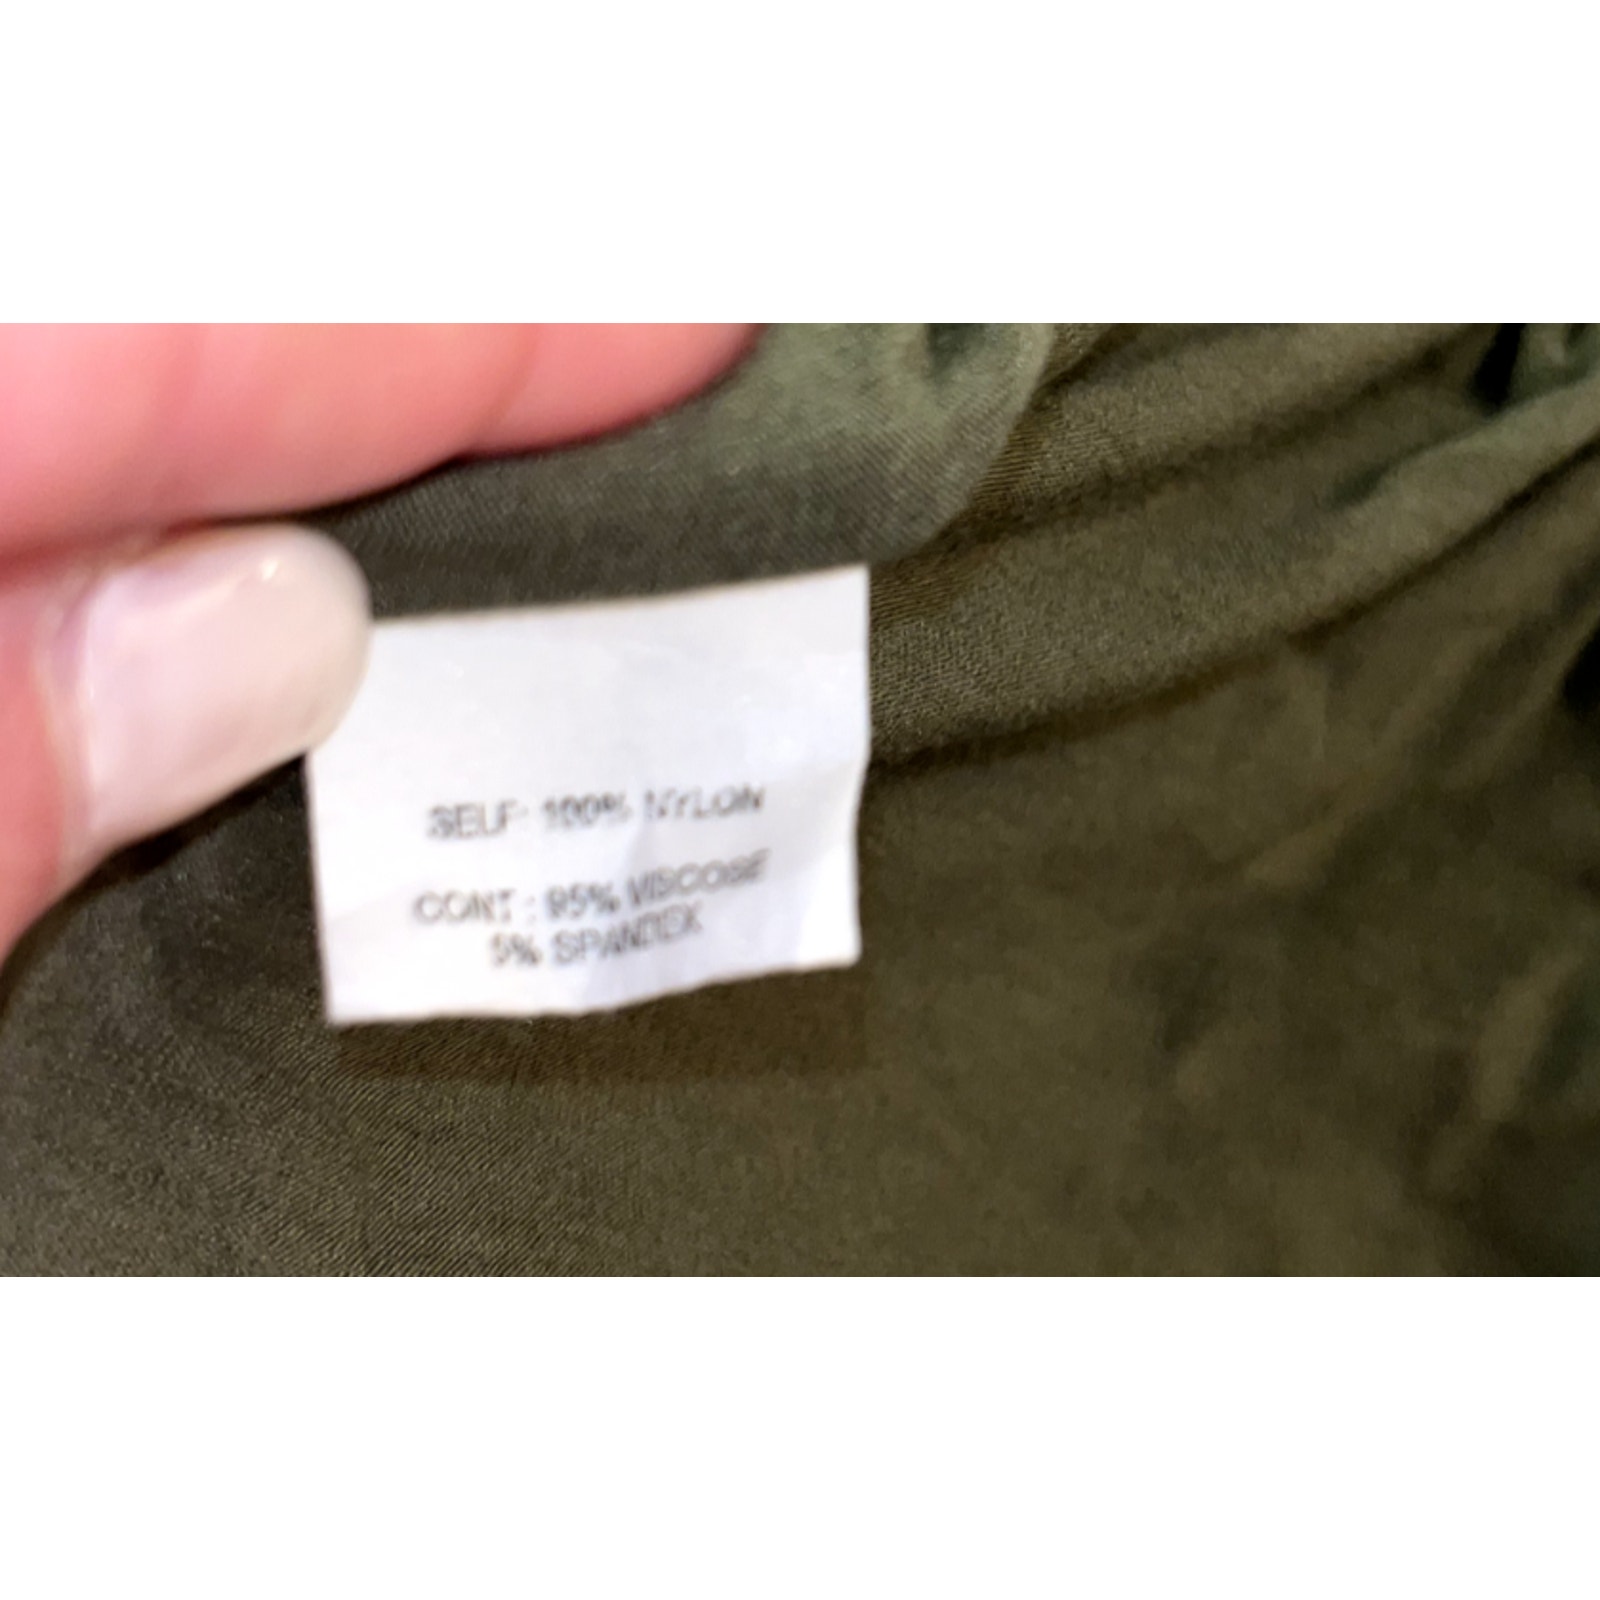 SELF: 100% NYLON
CONT : 95% VISCOSE
5% SPANDEX